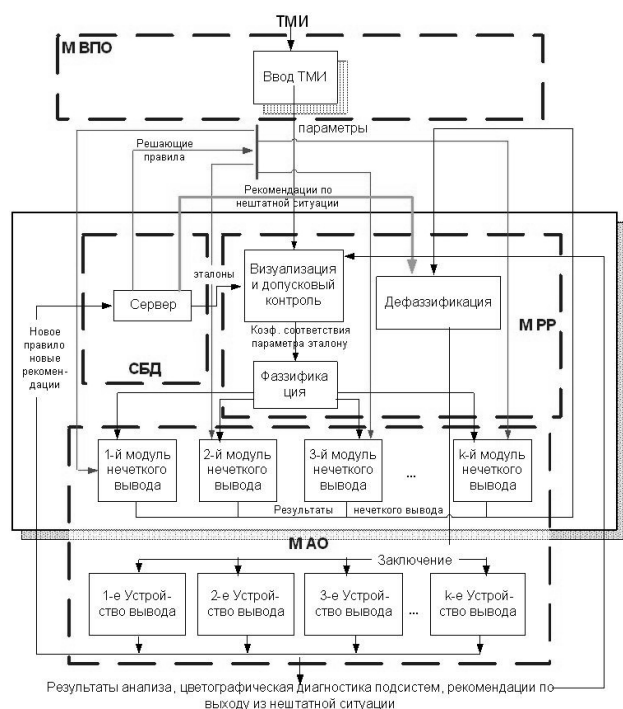 ТМИ
М ВПО
Ввод ТМИ
параметры
Решающие
правила
Рекомендации по
нештатной ситуации
эталоны
Визуализация
и допусковый
контроль
Дефаззификация
Сервер
М РР
Новое
правило
новые
рекомен-
дации
Коэф. соответствия
параметра эталону
СБД
Фаззифика
ция
1-й модуль
нечеткого
вывода
2-й модуль
нечеткого
вывода
3-й модуль
нечеткого
вывода
...
k-й модуль
нечеткого
вывода
Результаты нечеткого вывода
М АО
Заключение
1-е Устрой-
ство вывода
2-е Устрой-
ство вывода
3-е Устрой-
ство вывода
...
k-е Устрой-
ство вывода
Результаты анализа, цветографическая диагностика подсистем, рекомендации по
выходу из нештатной ситуации